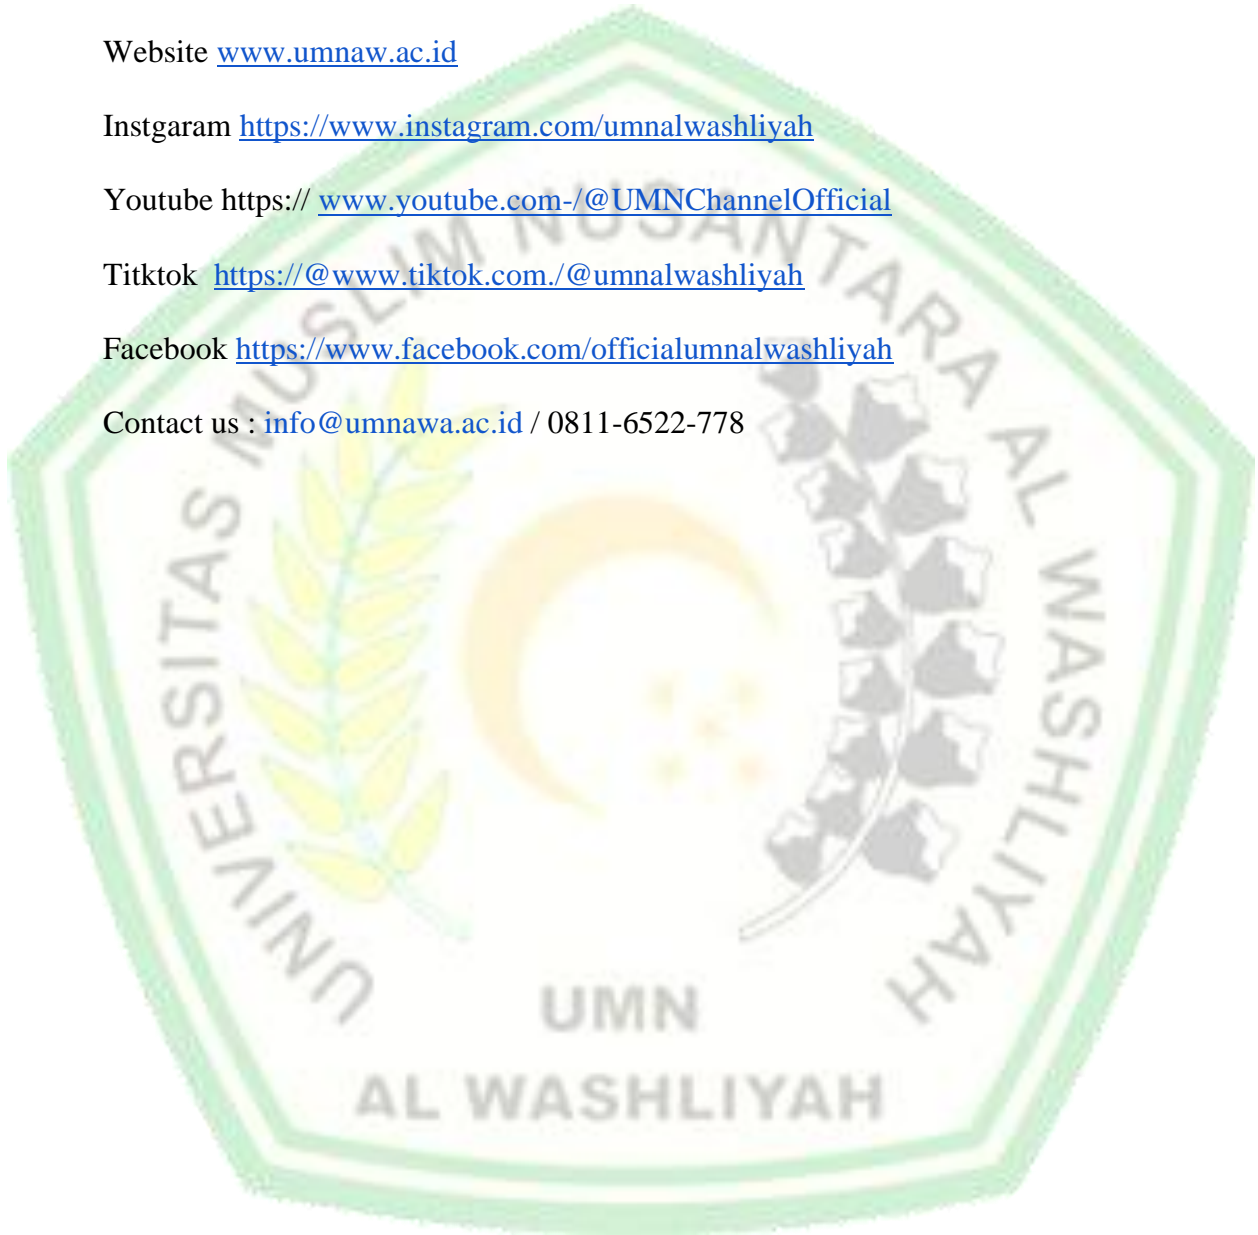 Website www.umnaw.ac.id
Instgaram https://www.instagram.com/umnalwashliyah
Youtube https:// www.youtube.com-/@UMNChannelOfficial
Titktok https://@www.tiktok.com./@umnalwashliyah
Facebook https://www.facebook.com/officialumnalwashliyah
Contact us : info@umnawa.ac.id / 0811-6522-778
UNIVERSITAS MUSLIM NUSANTARA AL WASHLIYAH
UMN
AL WASHLIYAH